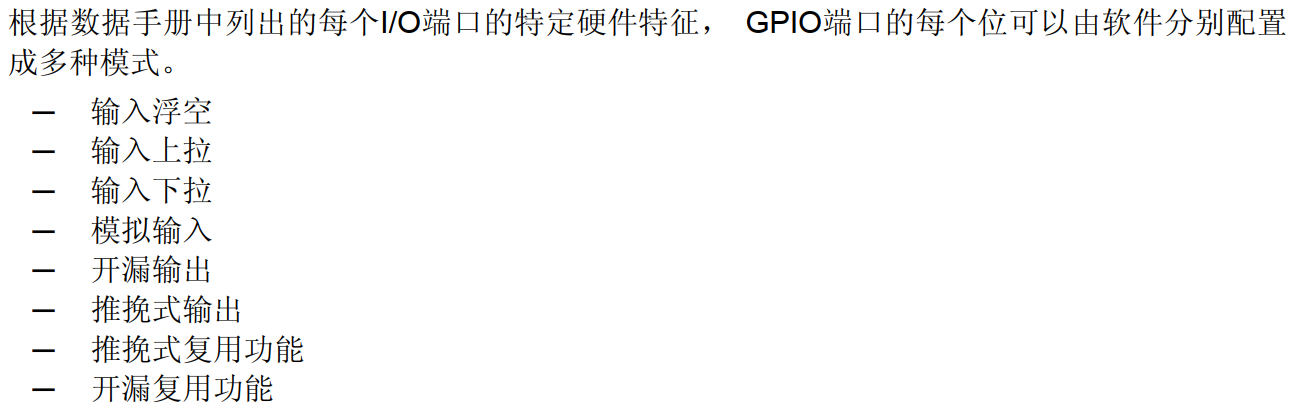 根据数据手册中列出的每个I/O端口的特定硬件特征， GPIO端口的每个位可以由软件分别配置
成多种模式。
─ 输入浮空
─ 输入上拉
─ 输入下拉
─ 模拟输入
─ 开漏输出
─ 推挽式输出
─ 推挽式复用功能
─ 开漏复用功能